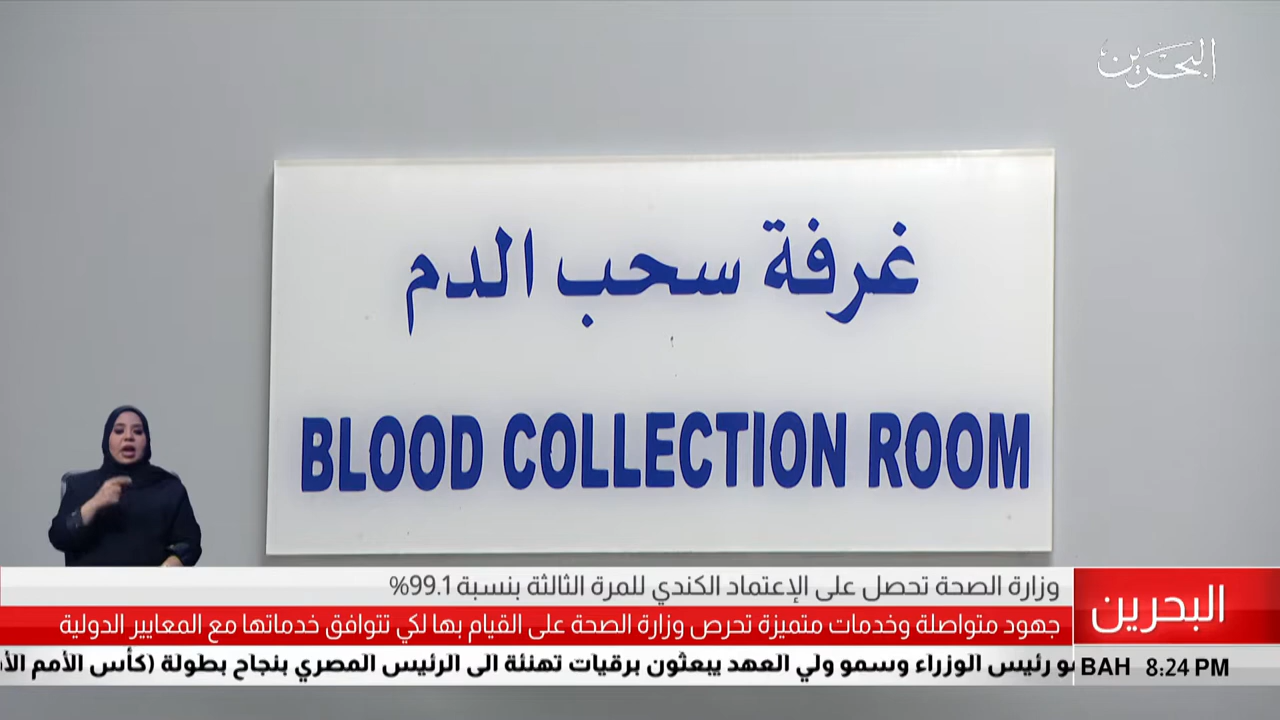 البحرين
غرفة سحب الدم
BLOOD COLLECTION ROOM
وزارة الصحة تحصل على الإعتماد الكندي للمرة الثالثة بنسبة 99.1%
البحرين
جهود متواصلة وخدمات متميزة تحرص وزارة الصحة على القيام بها لكي تتوافق خدماتها مع المعايير الدولية
رئيس الوزراء وسمو ولي العهد يبعثون برقيات تهنئة الى الرئيس المصري بنجاح بطولة (كأس الأمم
BAH 8:24 PM